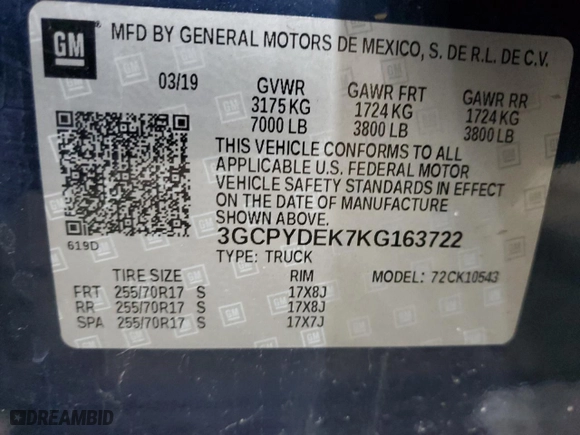 GM
MFD BY GENERAL MOTORS DE MEXICO, S. DE R.L. DE C.V.
03/19 GVWR GAWR FRT GAWR RR
3175 KG 1724 KG 1724 KG
7000 LB 3800 LB 3800 LB
THIS VEHICLE CONFORMS TO ALL
APPLICABLE U.S. FEDERAL MOTOR
VEHICLE SAFETY STANDARDS IN EFFECT
ON THE DATE OF MANUFACTURE
SHOWN ABOVE.
619D
3GCPYDEK7KG163722
TYPE: TRUCK MODEL: 72CK10543
TIRE SIZE RIM
FRT 255/70R17 S 17X8J
RR 255/70R17 S 17X8J
SPA 255/70R17 S 17X7J
DREAMBID